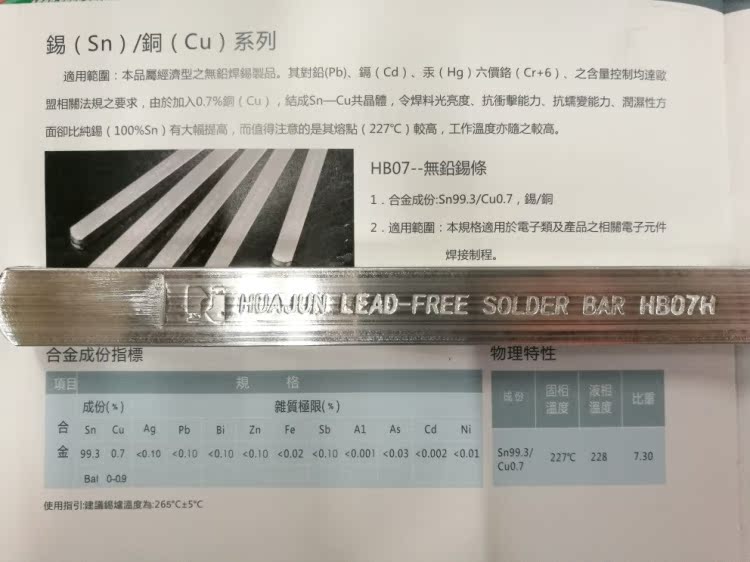 錫（Sn）/銅（Cu）系列
適用範圍：本品屬經濟型之無鉛焊錫製品。其對鉛(Pb)、鎘（Cd）、汞（Hg）六價鉻（Cr+6）、之含量控制均達歐
盟相關法規之要求，由於加入0.7%銅（Cu）, 結成Sn—Cu共晶體，令焊料光亮度、抗衝擊能力、抗蠕變能力、潤濕性方
面卻比純錫（100%Sn）有大幅提高，而值得注意的是其熔點（227℃）較高，工作溫度亦隨之較高。
HB07--無鉛錫條
1．合金成份:Sn99.3/Cu0.7，錫/銅
2．適用範圍：本規格適用於電子類及產品之相關電子元件
焊接制程。
HUAJUN LEAD-FREE SOLDER BAR HB07H
合金成份指標
項目 規 格
成份(%) 雜質極限(%)
合金 Sn Cu Ag Pb Bi Zn Fe Sb A1 As Cd Ni
99.3 0.7 <0.10 <0.10 <0.10 <0.10 <0.02 <0.10 <0.001 <0.03 <0.002 <0.01
Bal 0-0.9
使用指引:建議錫爐溫度為:265°C±5°C
物理特性
成份 固相溫度 液相溫度 比重
Sn99.3/Cu0.7 227℃ 228 7.30